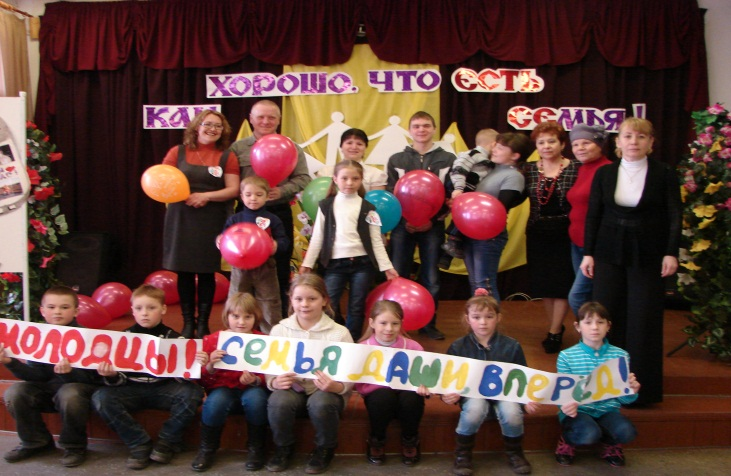 ХОРОШО, ЧТО ЕСТЬ
КАК СЕМЬЯ!
МОЛОДЦЫ!
СЕМЬЯ ДАШИ, ВПЕРЁД!